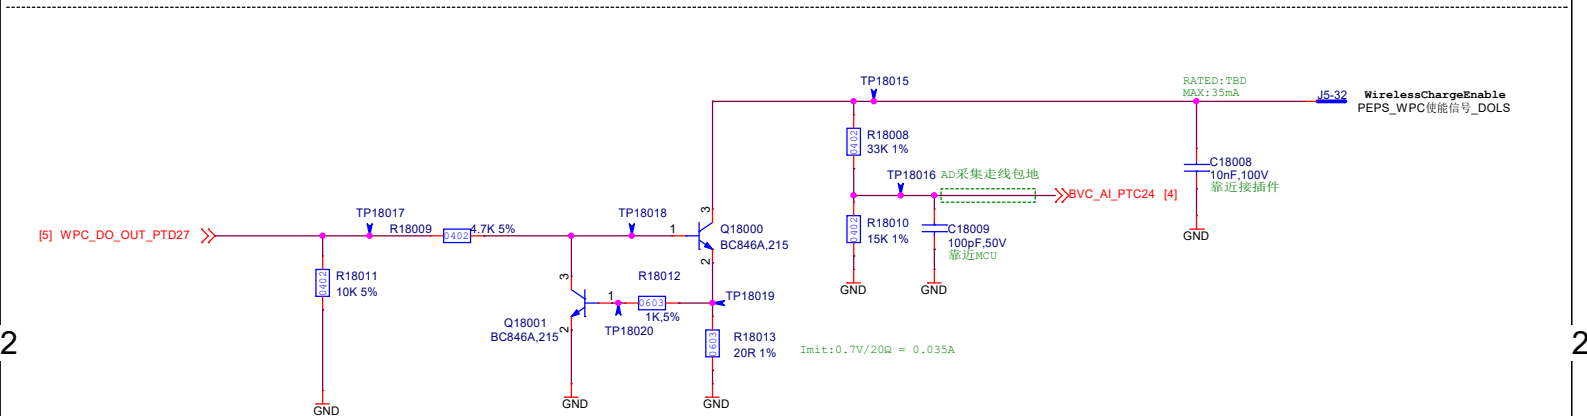 TP18015
RATED:TBD
MAX:35mA
J5-32
WirelessChargeEnable
PEPS_WPC使能信号_DOLS
0402
R18008
33K 1%
C18008
10nF,100V
靠近接插件
GND
TP18016
AD采集走线包地
BVC_AI_PTC24 [4]
0402
R18010
15K 1%
C18009
100pF,50V
靠近MCU
GND
GND
[5] WPC_DO_OUT_PTD27
TP18017
R18009
0402
4.7K 5%
TP18018
1
3
2
Q18000
BC846A,215
0402
R18011
10K 5%
GND
3
1
2
Q18001
BC846A,215
GND
R18012
0603
1K,5%
TP18020
TP18019
0603
R18013
20R 1%
GND
Imit:0.7V/20Ω = 0.035A
2
2